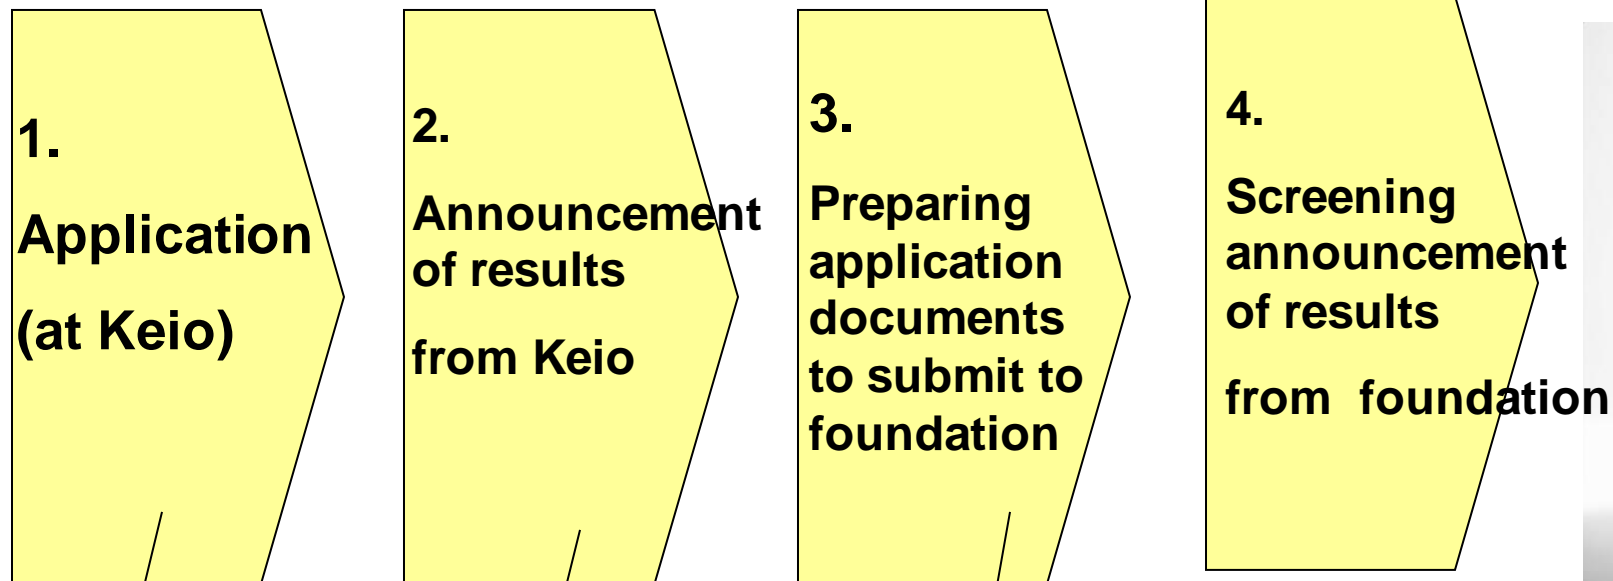 1.
Application
(at Keio)
2.
Announcement
of results
from Keio
3.
Preparing
application
documents
to submit to
foundation
4.
Screening
announcement
of results
from foundation